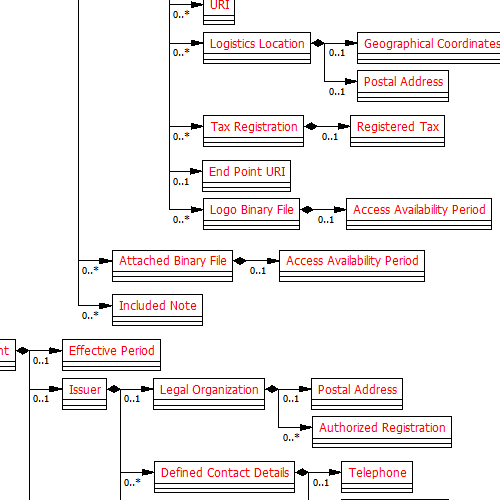 URI
0..*
Logistics Location
Geographical Coordinates
0..*
0..1
Postal Address
0..1
Tax Registration
Registered Tax
0..*
0..1
End Point URI
0..1
Logo Binary File
Access Availability Period
0..*
0..1
Attached Binary File
Access Availability Period
0..*
0..1
Included Note
0..*
nt
Effective Period
0..1
Issuer
Legal Organization
Postal Address
0..1
0..1
0..1
Authorized Registration
0..*
Defined Contact Details
Telephone
0..*
0..1